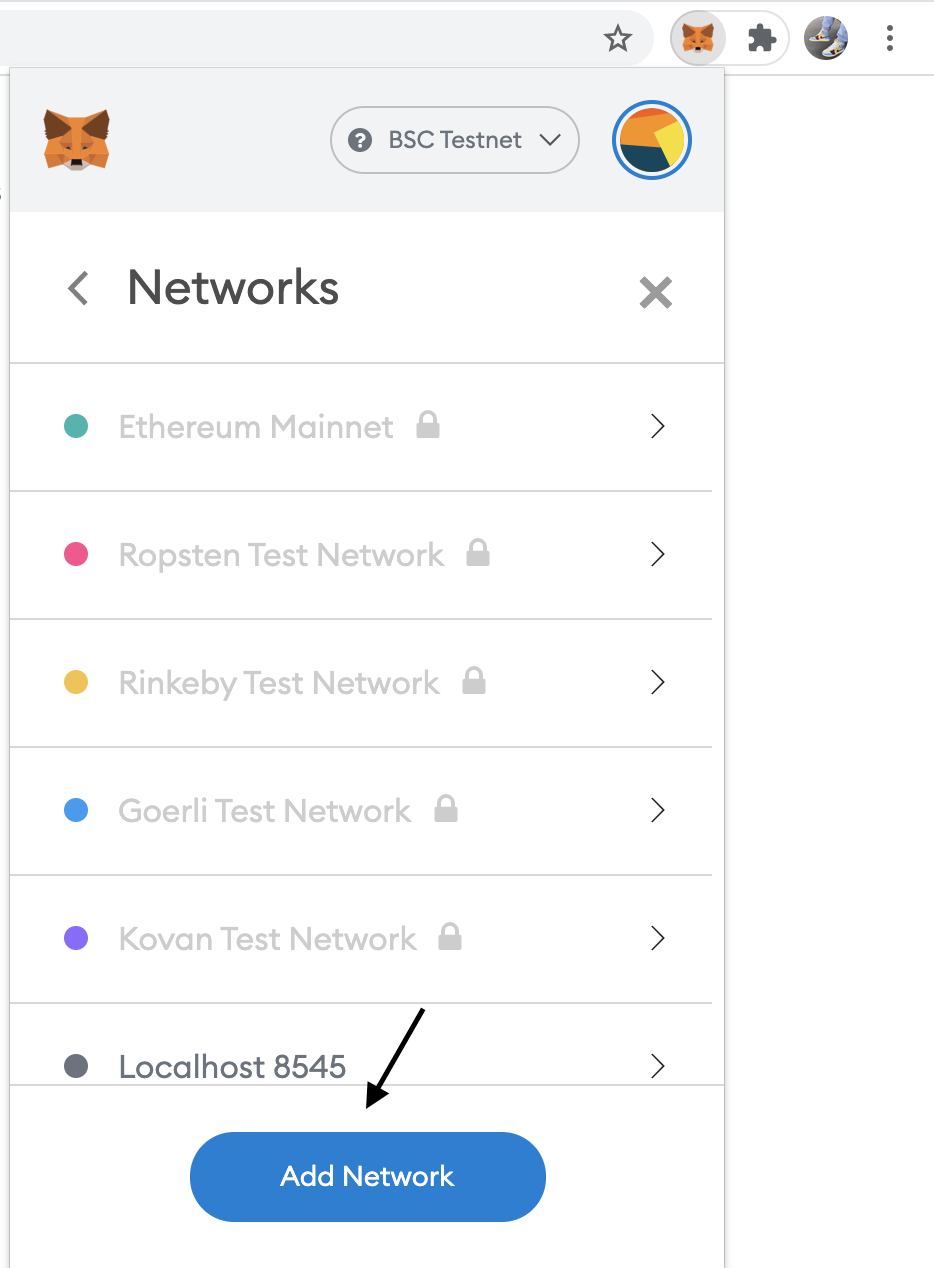 BSC Testnet
Networks
Ethereum Mainnet
Ropsten Test Network
Rinkeby Test Network
Goerli Test Network
Kovan Test Network
Localhost 8545
Add Network